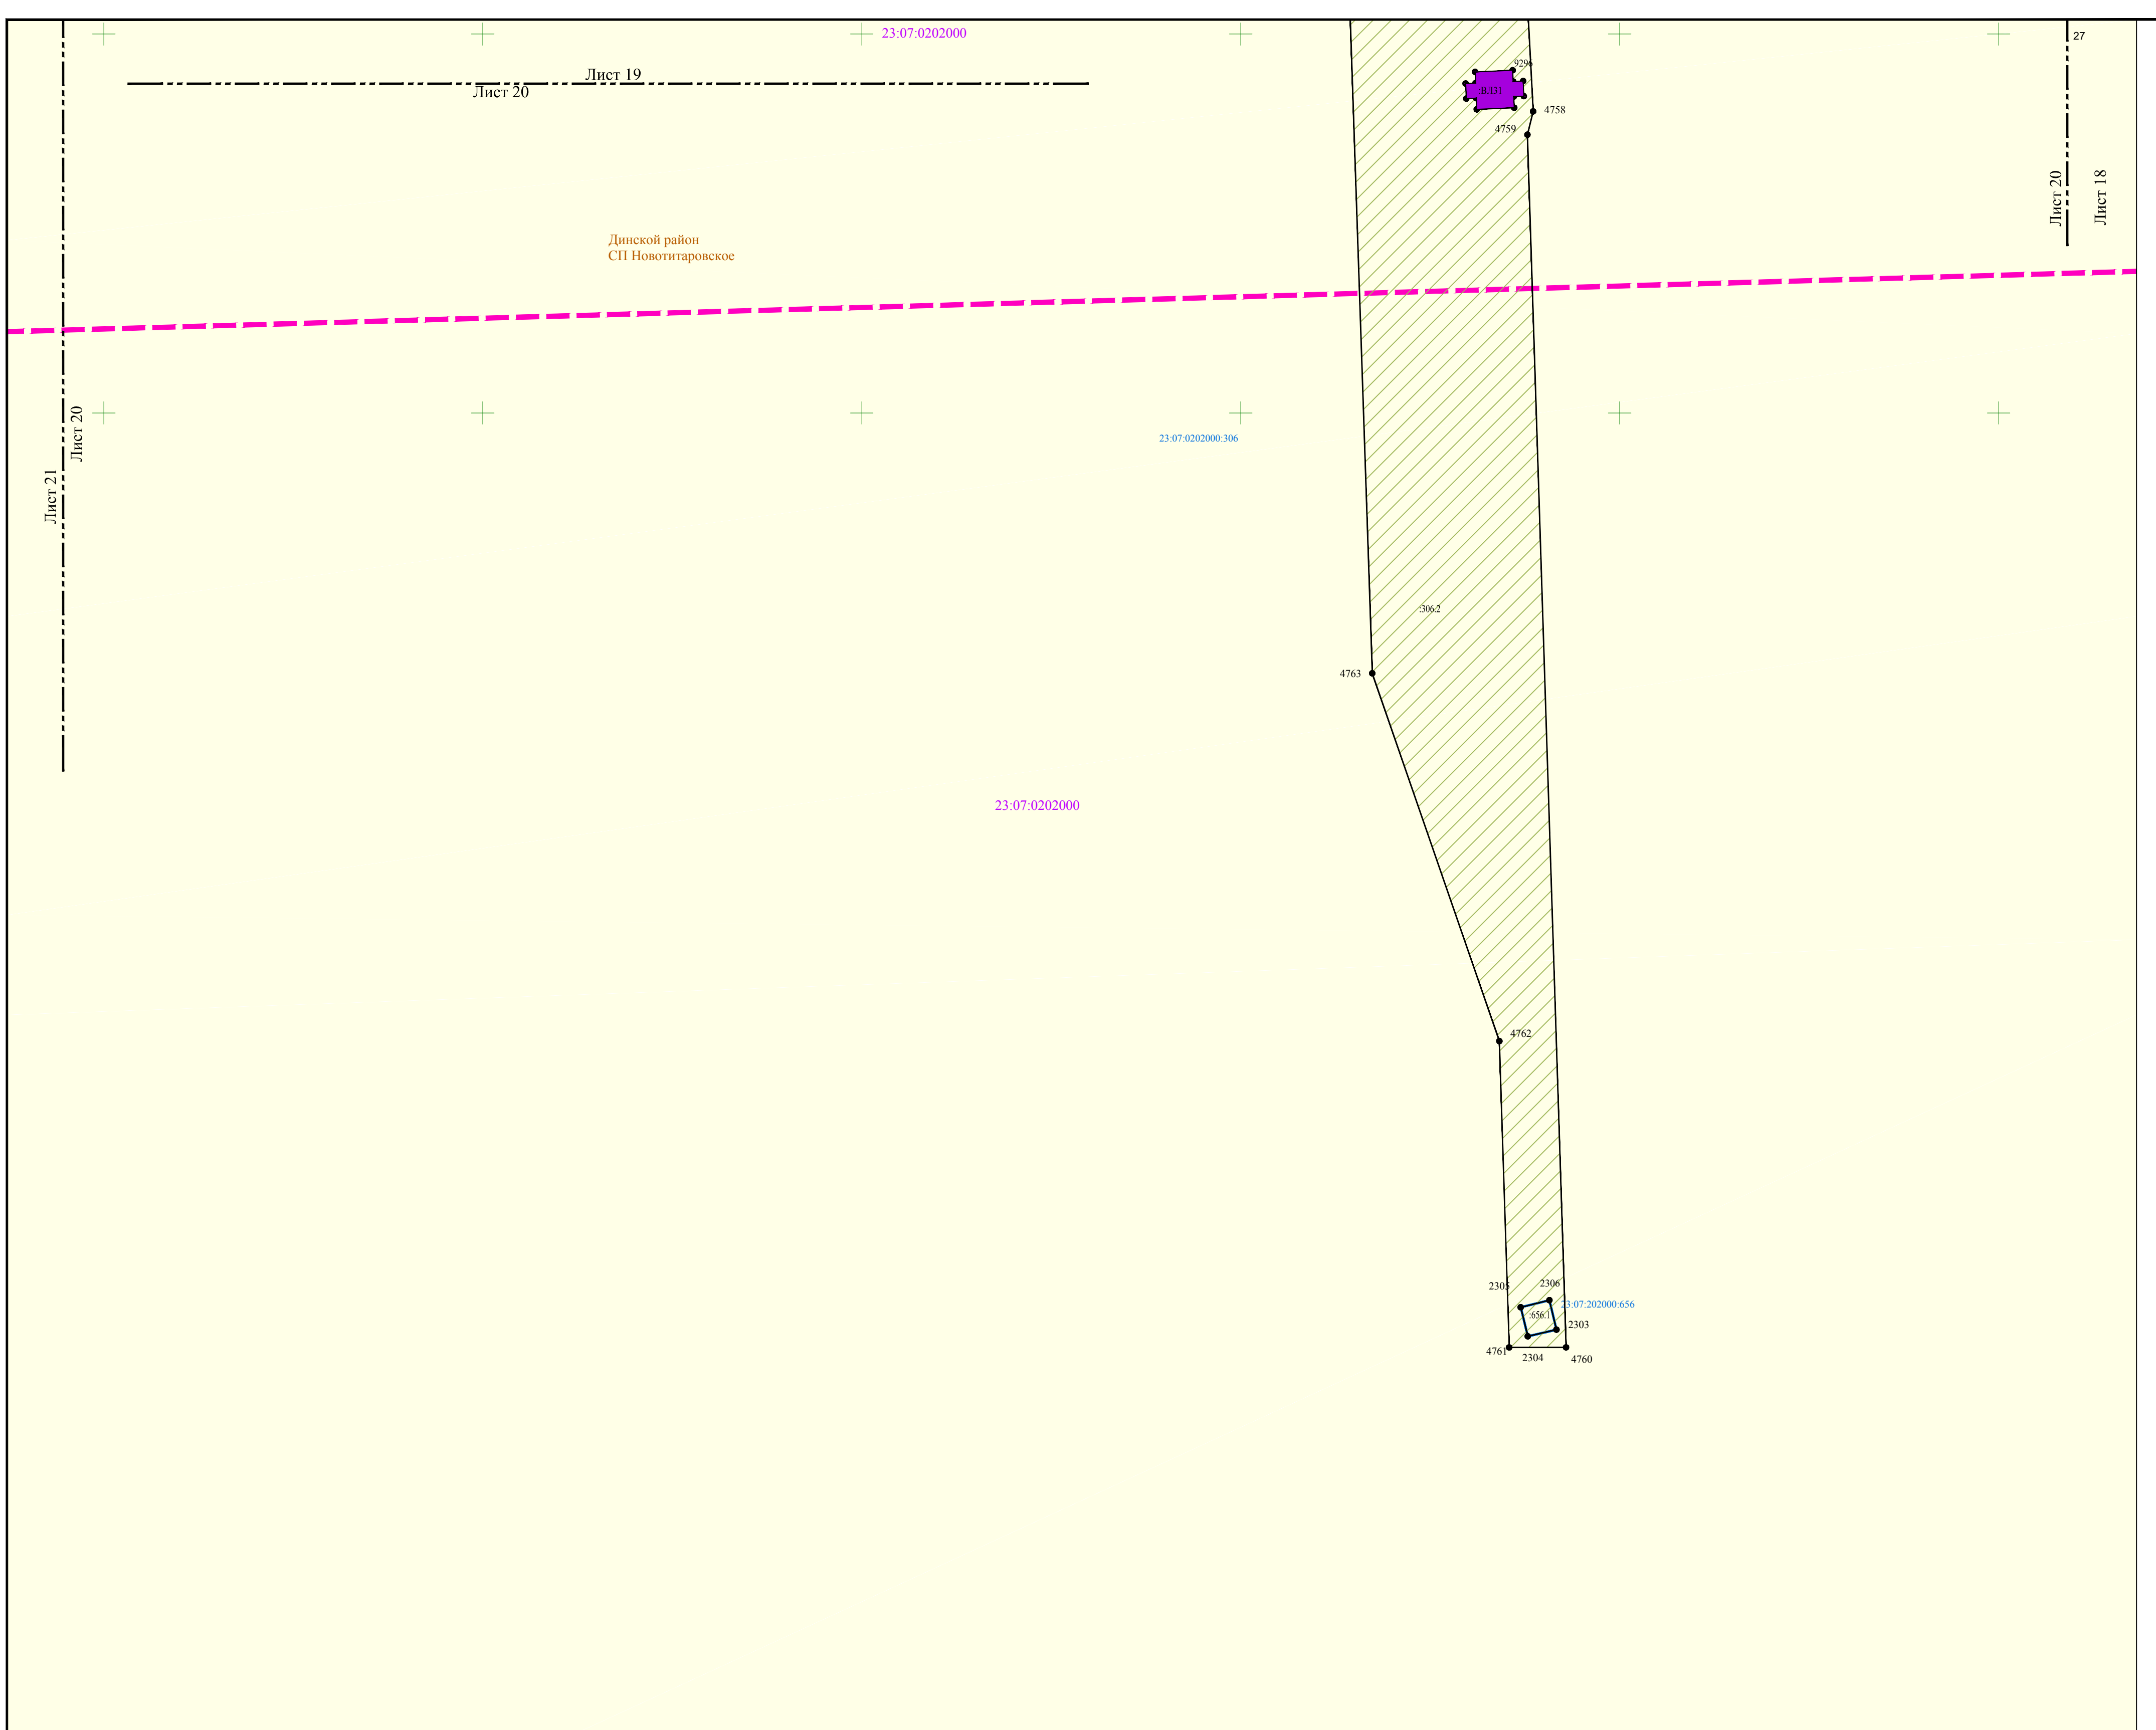 23:07:0202000
27
9296
Лист 19
Лист 20
:ВЛ31
4758
4759
Лист 20
Лист 18
Динской район
СП Новотитаровское
Лист 20
Лист 21
23:07:0202000:306
:306:2
4763
23:07:0202000
4762
2305
2306
23:07:202000:656
:656:1
2303
4761
2304
4760